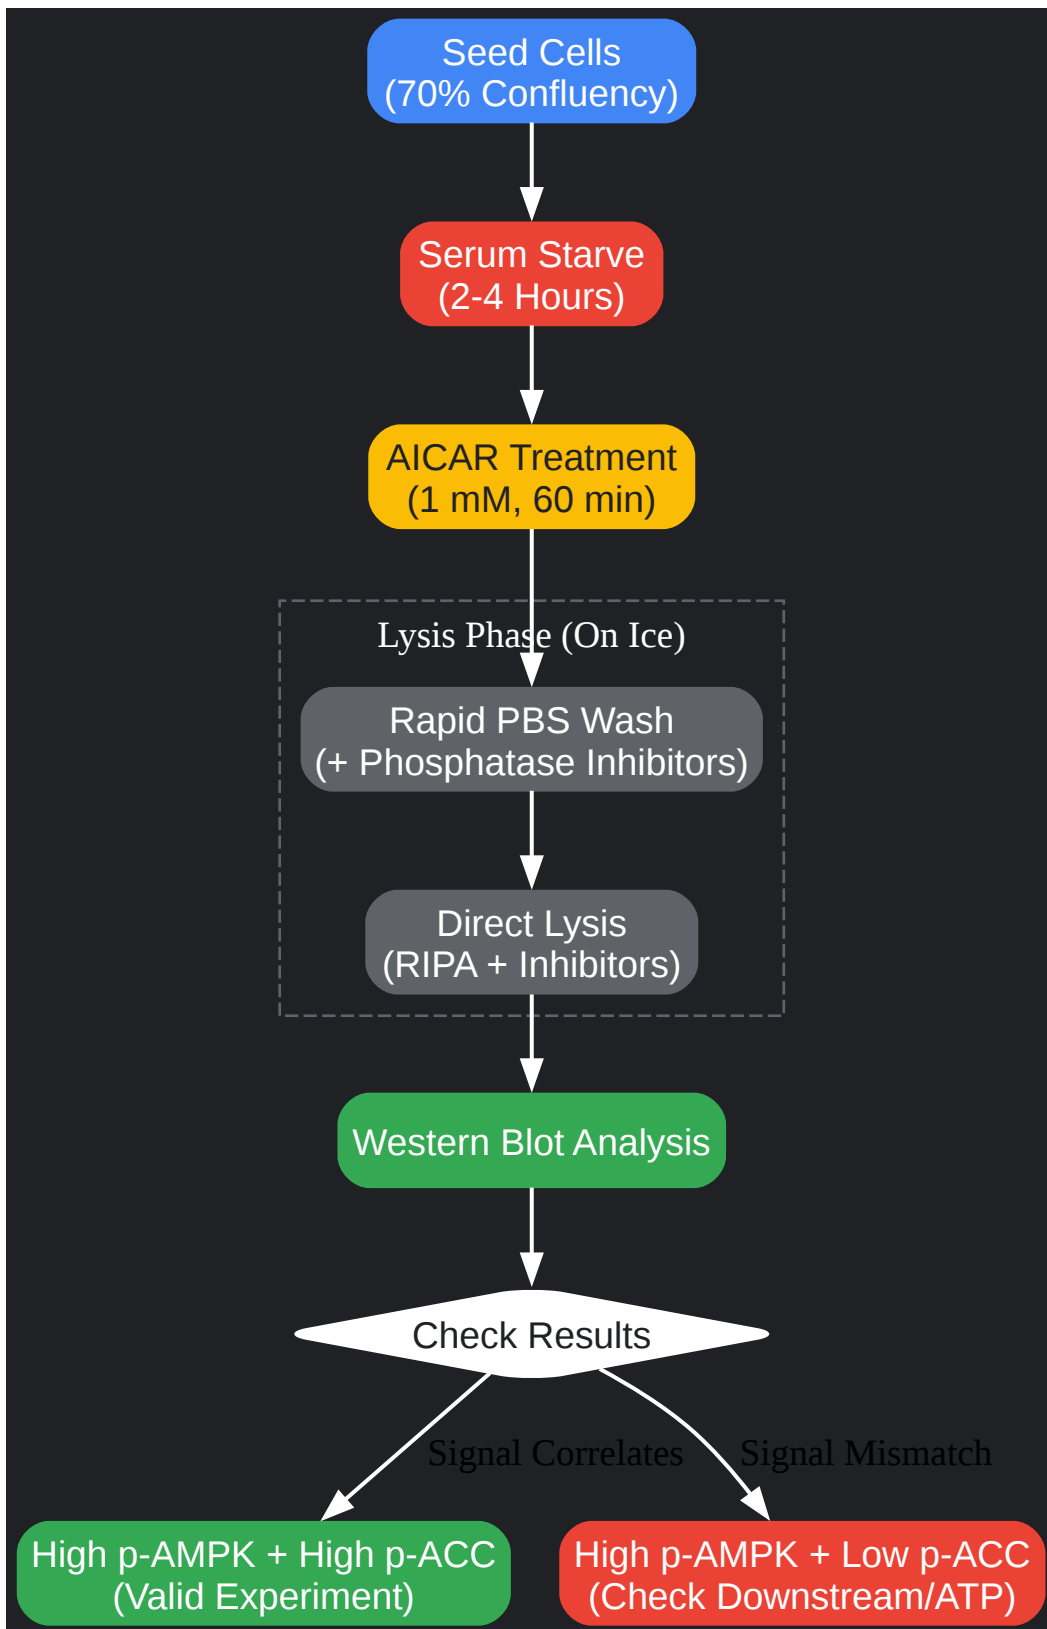 Seed Cells
(70% Confluency)
Serum Starve
(2-4 Hours)
AICAR Treatment
(1 mM, 60 min)
Lysis Phase (On Ice)
Rapid PBS Wash
(+ Phosphatase Inhibitors)
Direct Lysis
(RIPA + Inhibitors)
Western Blot Analysis
Check Results
Signal Correlates
Signal Mismatch
High p-AMPK + High p-ACC
(Valid Experiment)
High p-AMPK + Low p-ACC
(Check Downstream/ATP)